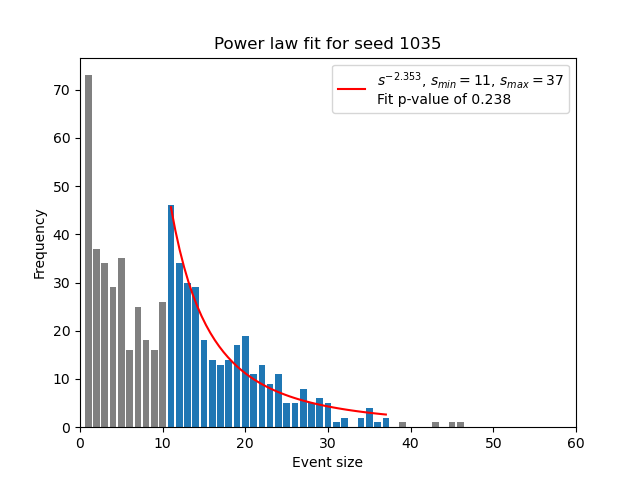 Power law fit for seed 1035
s^{-2.353}, s_{min} = 11, s_{max} = 37
Fit p-value of 0.238
Frequency
70
60
50
40
30
20
10
0
0 10 20 30 40 50 60
Event size